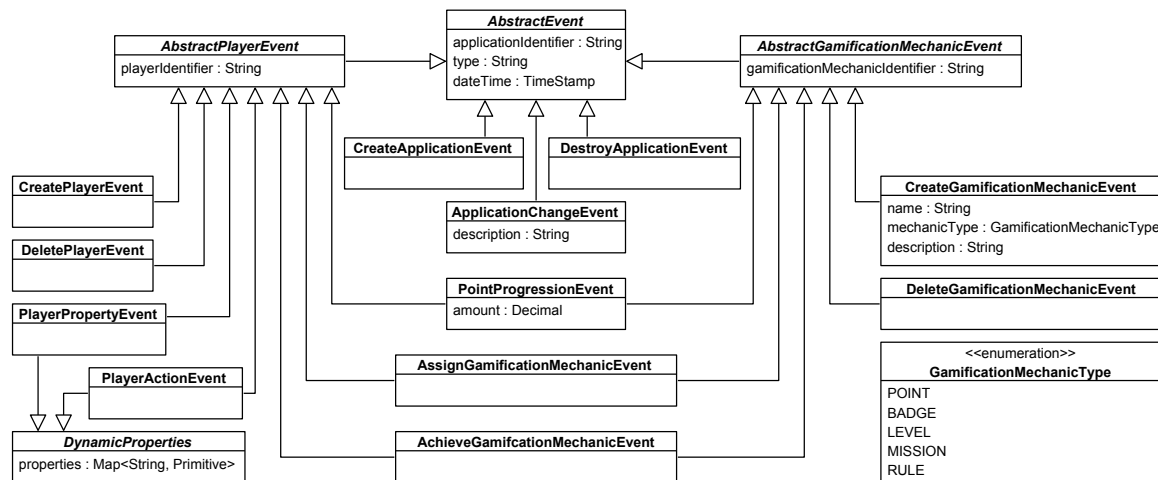 AbstractEvent
applicationIdentifier : String
type : String
dateTime : TimeStamp
AbstractPlayerEvent
playerIdentifier : String
AbstractGamificationMechanicEvent
gamificationMechanicIdentifier : String
CreateApplicationEvent
DestroyApplicationEvent
CreatePlayerEvent
CreateGamificationMechanicEvent
name : String
mechanicType : GamificationMechanicType
description : String
ApplicationChangeEvent
description : String
DeletePlayerEvent
PointProgressionEvent
amount : Decimal
DeleteGamificationMechanicEvent
PlayerPropertyEvent
<<enumeration>>
GamificationMechanicType
POINT
BADGE
LEVEL
MISSION
RULE
AssignGamificationMechanicEvent
PlayerActionEvent
DynamicProperties
properties : Map<String, Primitive>
AchieveGamifcationMechanicEvent